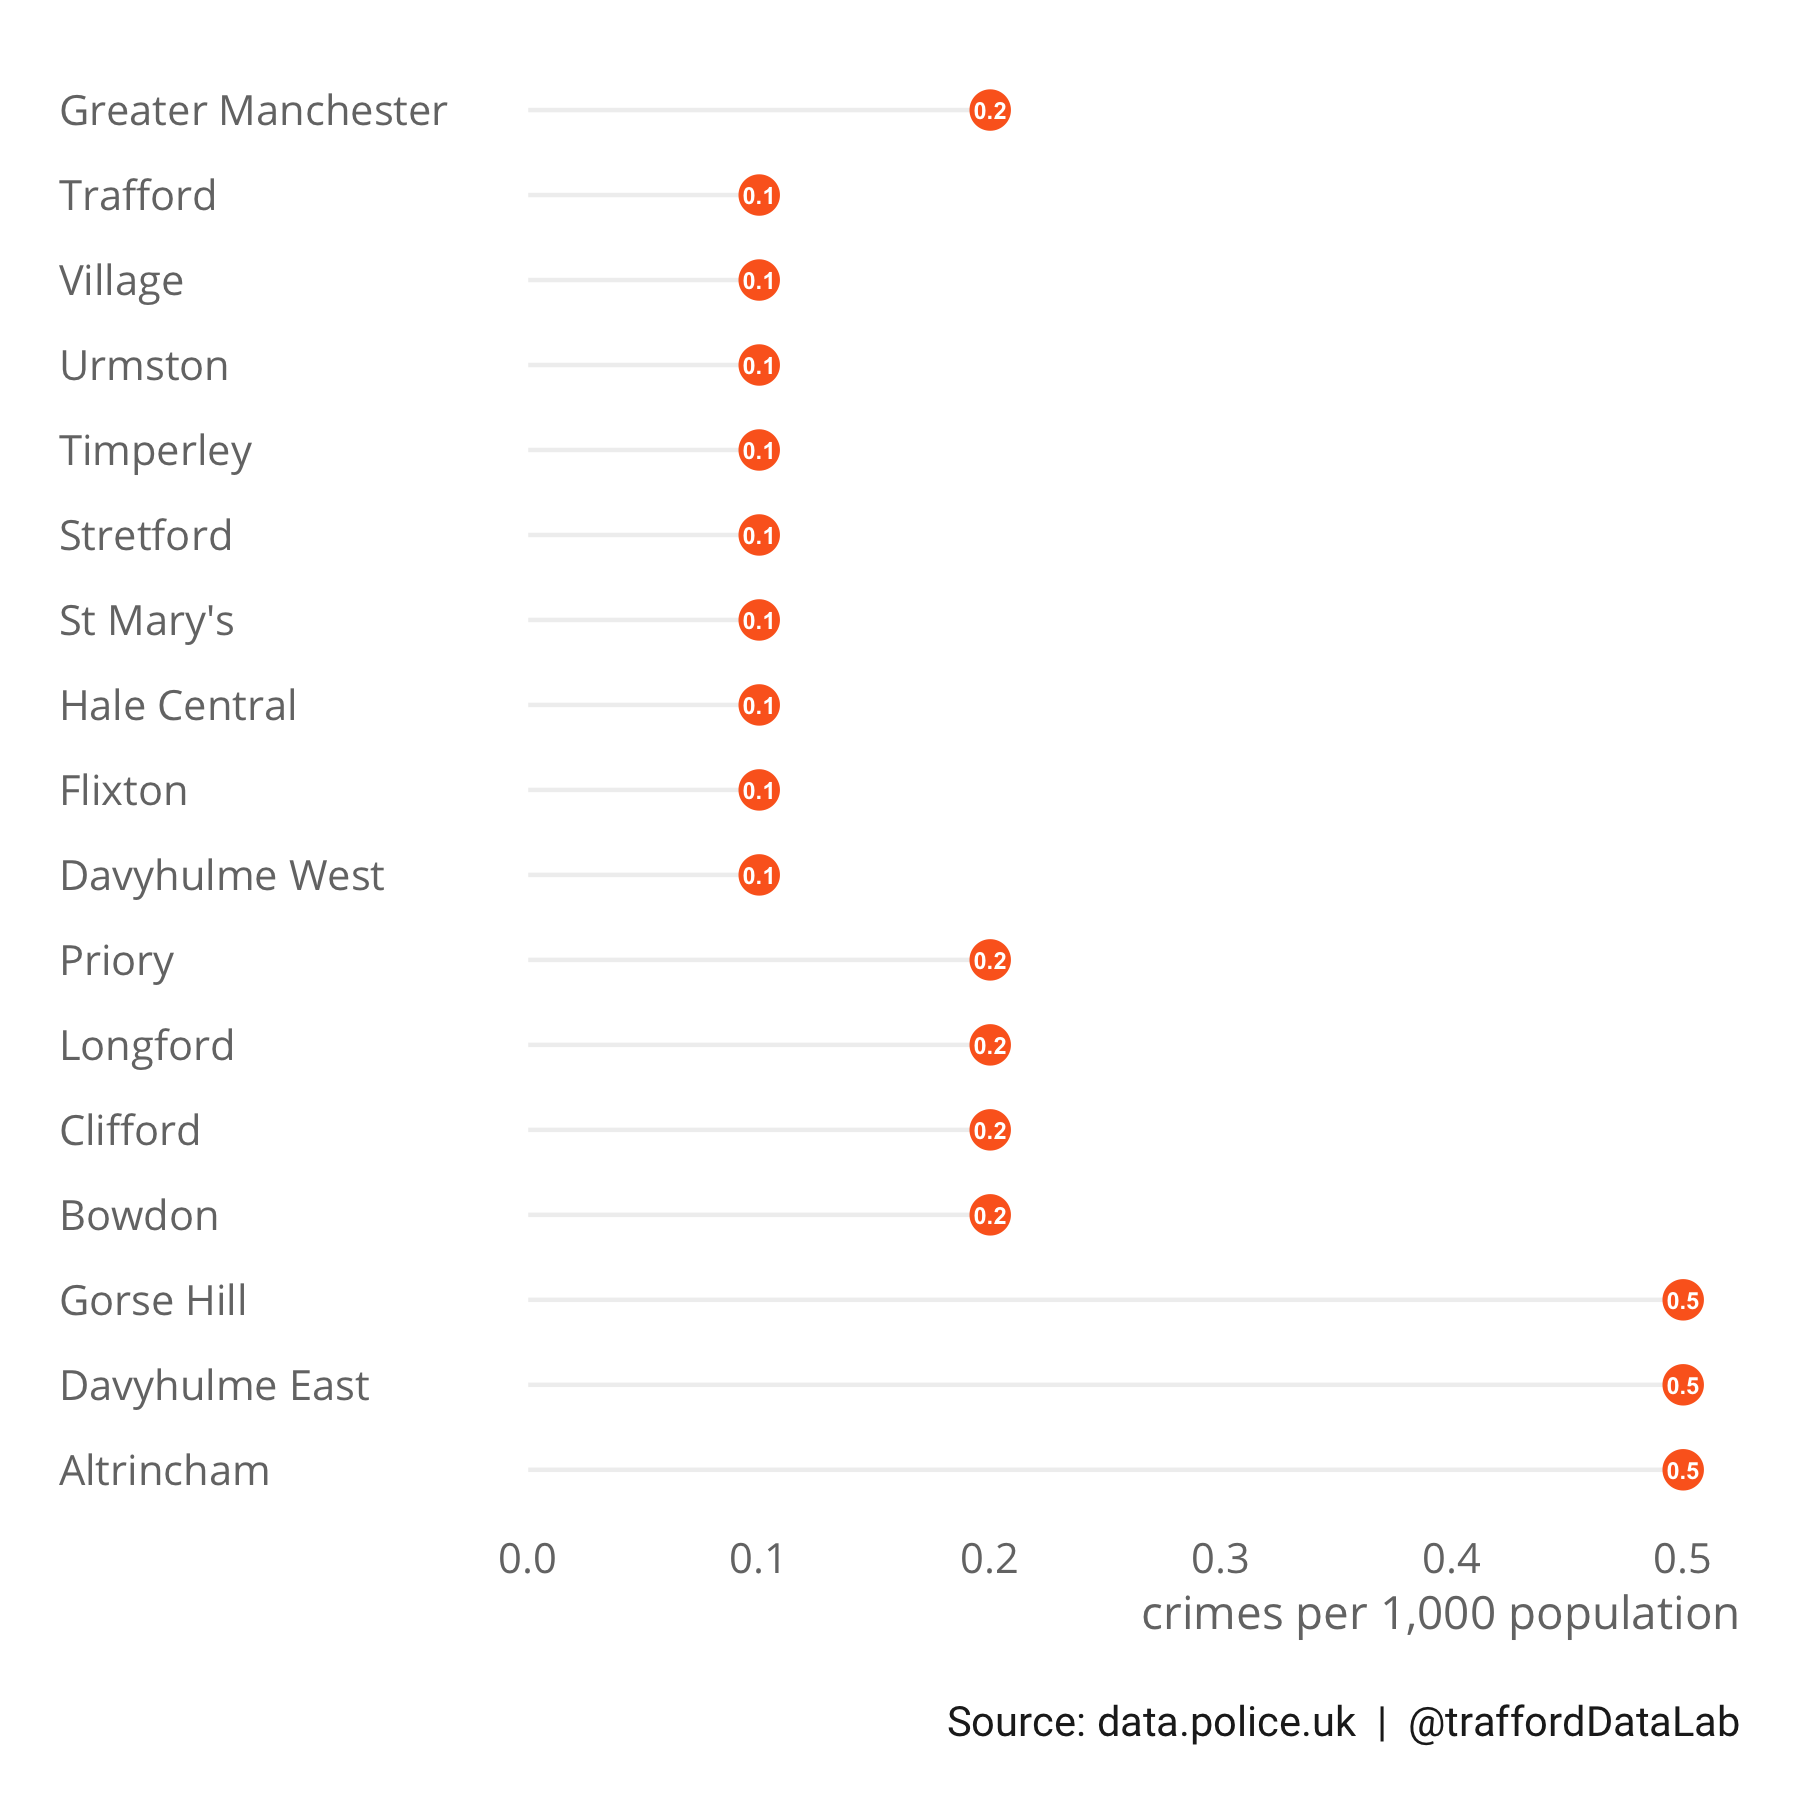 Greater Manchester 0.2
Trafford 0.1
Village 0.1
Urmston 0.1
Timperley 0.1
Stretford 0.1
St Mary's 0.1
Hale Central 0.1
Flixton 0.1
Davyhulme West 0.1
Priory 0.2
Longford 0.2
Clifford 0.2
Bowdon 0.2
Gorse Hill 0.5
Davyhulme East 0.5
Altrincham 0.5
0.0 0.1 0.2 0.3 0.4 0.5
crimes per 1,000 population
Source: data.police.uk | @traffordDataLab